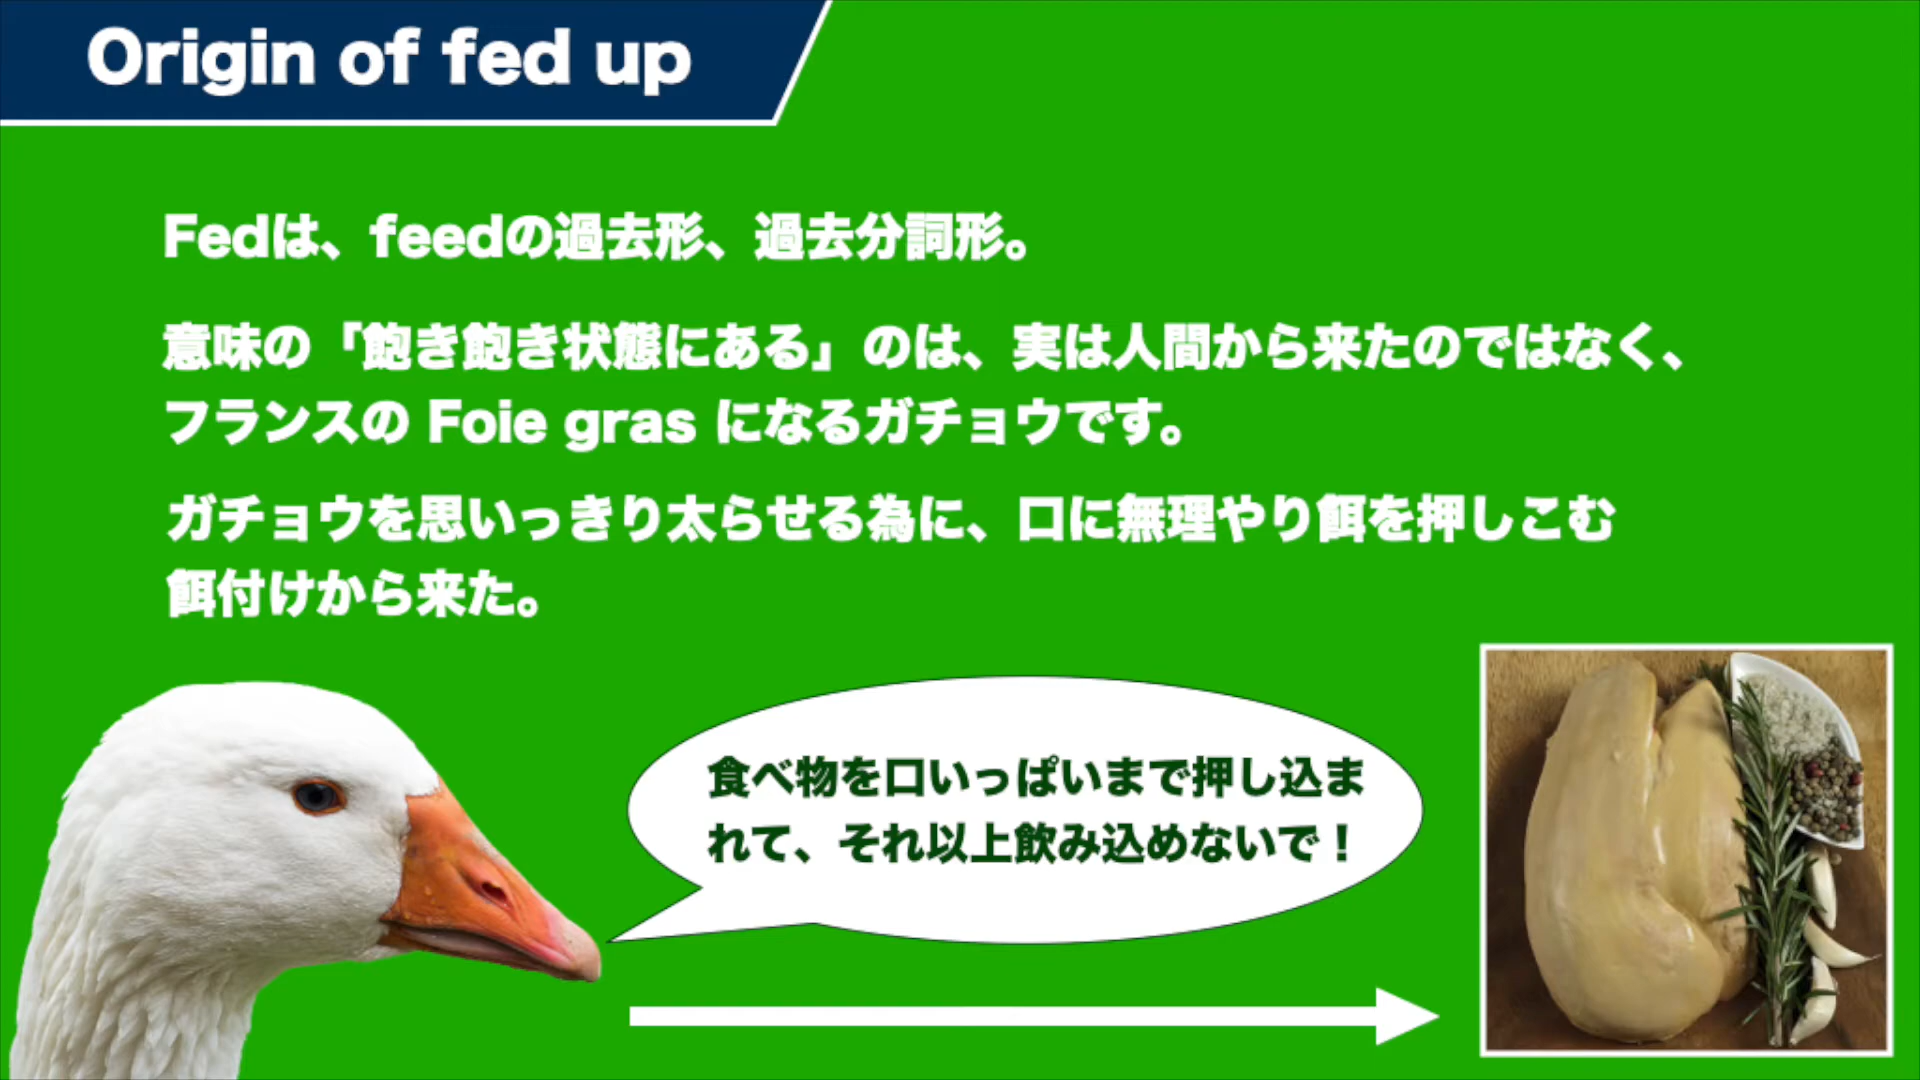 Origin of fed up
Fedは、feedの過去形、過去分詞形。
意味の「飽き飽き状態にある」のは、実は人間から来たのではなく、
フランスの Foie gras になるガチョウです。
ガチョウを思いっきり太らせる為に、口に無理やり餌を押しこむ
餌付けから来た。
食べ物を口いっぱいまで押し込ま
れて、それ以上飲み込めないで！